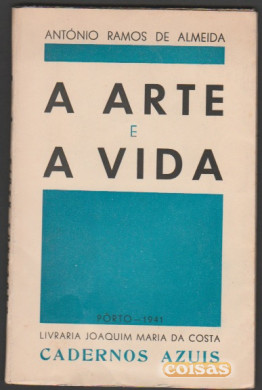 ANTÓNIO RAMOS DE ALMEIDA
A ARTE
E
A VIDA
PORTO—1941
LIVRARIA JOAQUIM MARIA DA COSTA
CADERNOS AZUIS
coisas